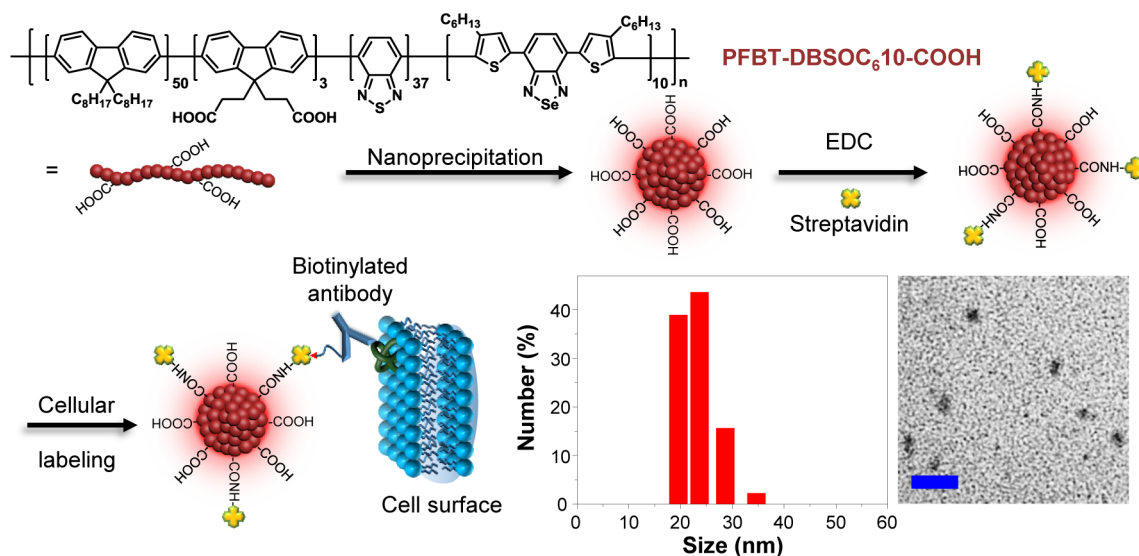 C₈H₁₇ C₈H₁₇
50
HOOC COOH
3
N S N
37
C₆H₁₃ C₆H₁₃
S S
N Se N
10 n
PFBT-DBSOC₆10-COOH
=
HOOC COOH COOH
Nanoprecipitation
HOOC COOH HOOC COOH HOOC COOH HOOC COOH
EDC
Streptavidin
HOOC CONH COOH HOOC CONH CONH COOH COOH
Cellular
labeling
CONH HOOC CONH HOOC COOH HOOC COOH CONH
Biotinylated
antibody
Cell surface
Number (%)
40
30
20
10
0
0 10 20 30 40 50 60
Size (nm)